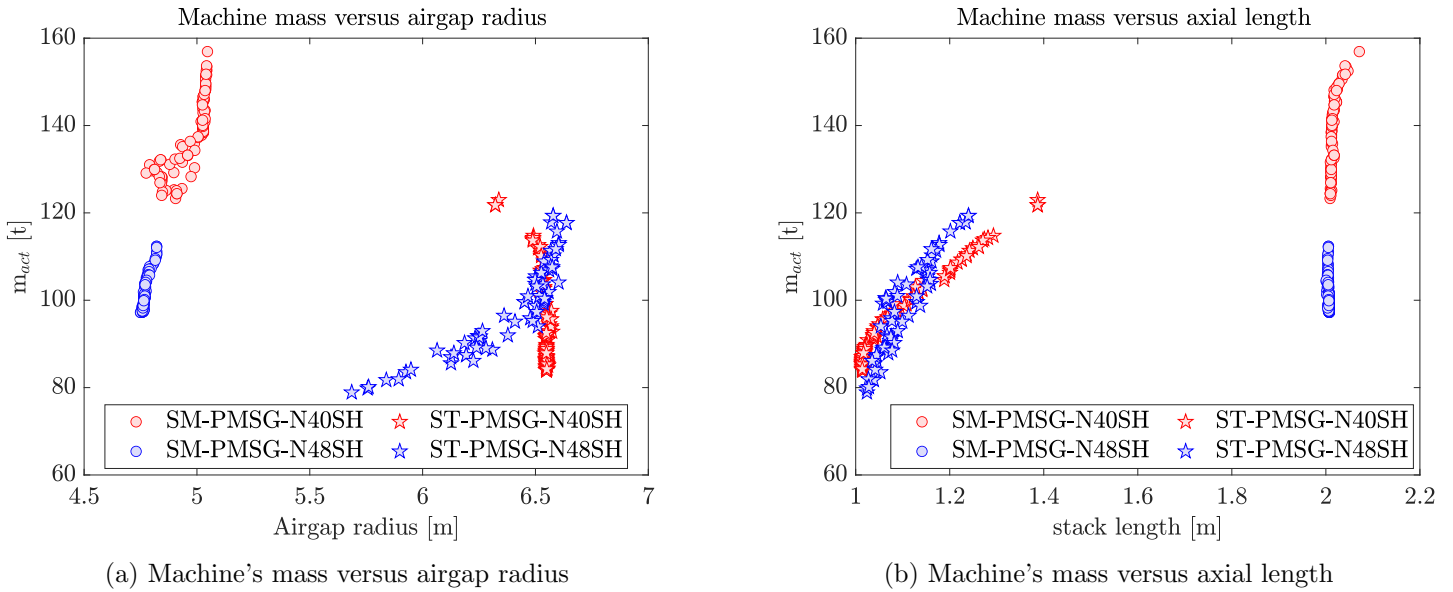 Machine mass versus airgap radius
160
140
120
100
80
60
m_act [t]
SM-PMSG-N40SH ST-PMSG-N40SH
SM-PMSG-N48SH ST-PMSG-N48SH
4.5 5 5.5 6 6.5 7
Airgap radius [m]
(a) Machine's mass versus airgap radius
Machine mass versus axial length
160
140
120
100
80
60
m_act [t]
SM-PMSG-N40SH ST-PMSG-N40SH
SM-PMSG-N48SH ST-PMSG-N48SH
1 1.2 1.4 1.6 1.8 2 2.2
stack length [m]
(b) Machine's mass versus axial length